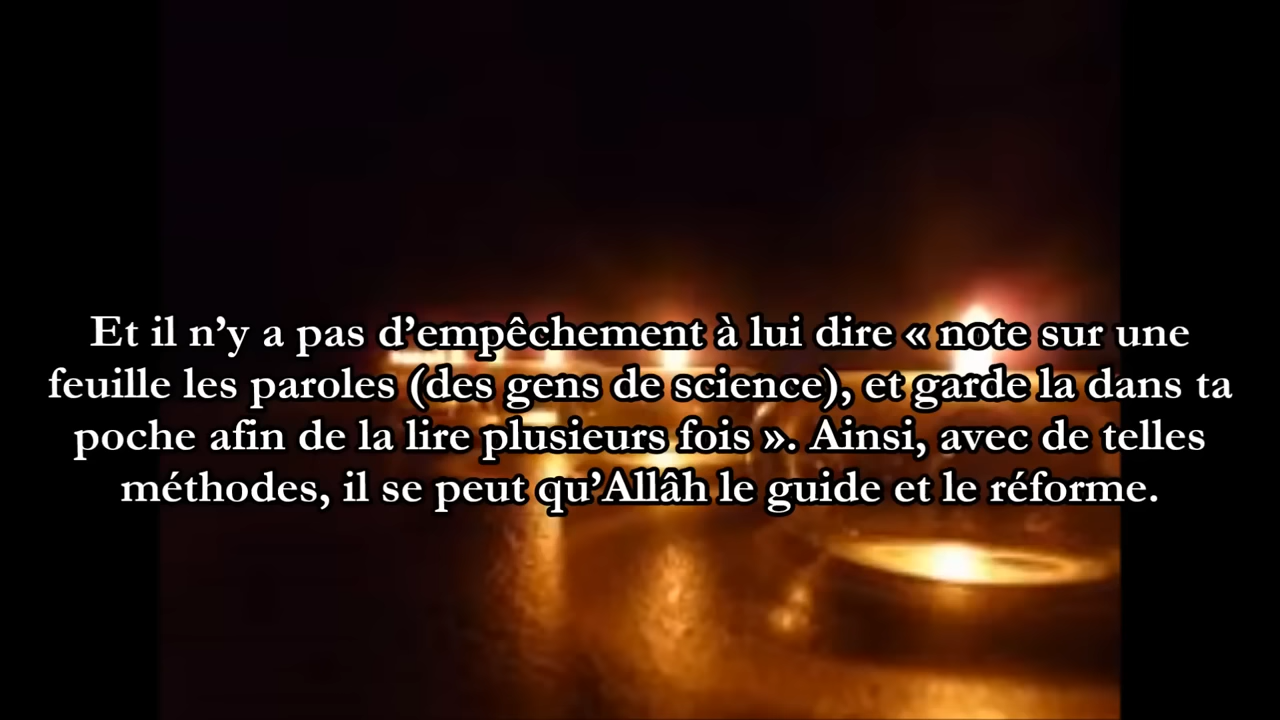 Et il n’y a pas d’empêchement à lui dire « note sur une
feuille les paroles (des gens de science), et garde la dans ta
poche afin de la lire plusieurs fois ». Ainsi, avec de telles
méthodes, il se peut qu’Allâh le guide et le réforme.